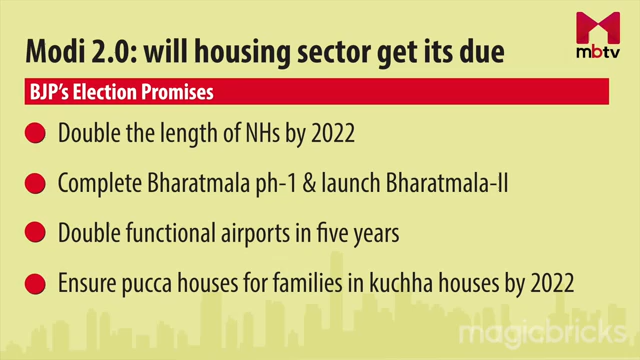 mbtv
Modi 2.0: will housing sector get its due
BJP's Election Promises
Double the length of NHs by 2022
Complete Bharatmala ph-1 & launch Bharatmala-II
Double functional airports in five years
Ensure pucca houses for families in kuchha houses by 2022
magicbricks